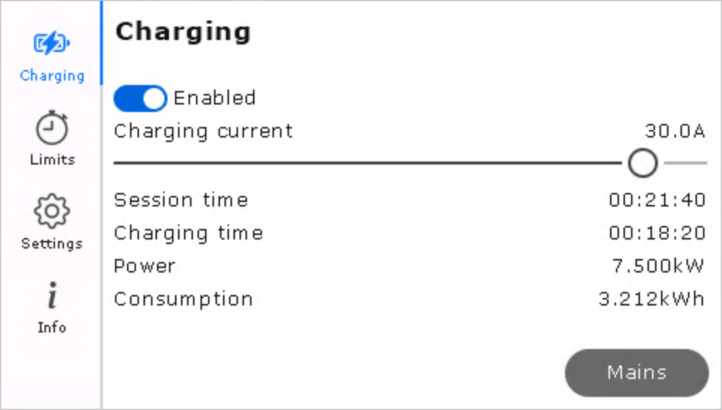 Charging
Limits
Settings
Info
Charging
Enabled
Charging current 30.0A
Session time 00:21:40
Charging time 00:18:20
Power 7.500kW
Consumption 3.212kWh
Mains